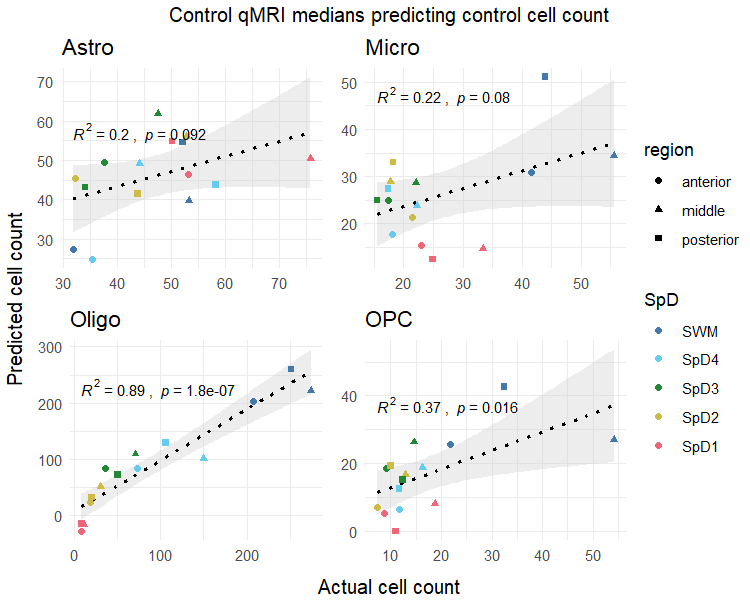 Control qMRI medians predicting control cell count
Astro
Micro
70
60
50
40
30
R² = 0.2 , p = 0.092
30
40
50
60
70
50
40
30
20
R² = 0.22 , p = 0.08
20
30
40
50
Oligo
OPC
300
200
100
0
R² = 0.89 , p = 1.8e-07
0
100
200
40
20
0
R² = 0.37 , p = 0.016
10
20
30
40
50
Predicted cell count
Actual cell count
region
anterior
middle
posterior
SpD
SWM
SpD4
SpD3
SpD2
SpD1